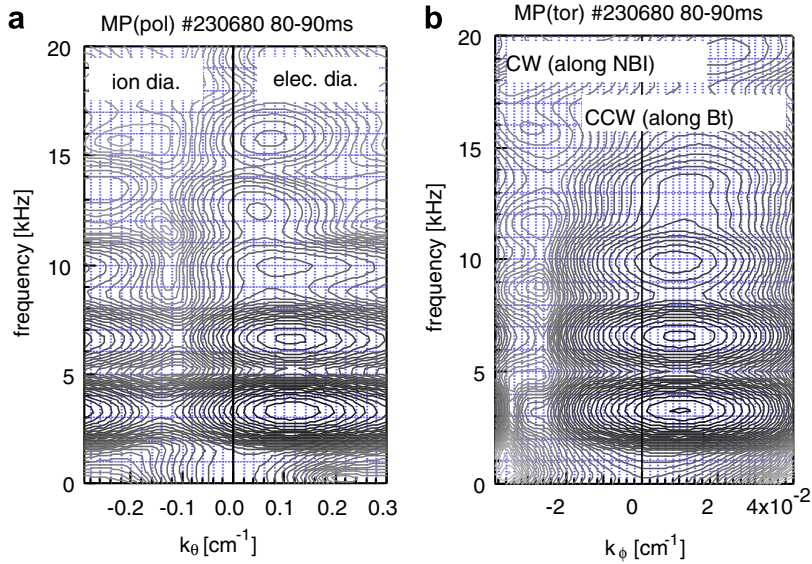 a
MP(pol) #230680 80-90ms
20
15
10
5
0
frequency [kHz]
ion dia.
elec. dia.
-0.2
-0.1
0.0
0.1
0.2
0.3
kθ [cm-1]
b
MP(tor) #230680 80-90ms
20
15
10
5
0
frequency [kHz]
CW (along NBI)
CCW (along Bt)
-2
0
2
4x10-2
kϕ [cm-1]